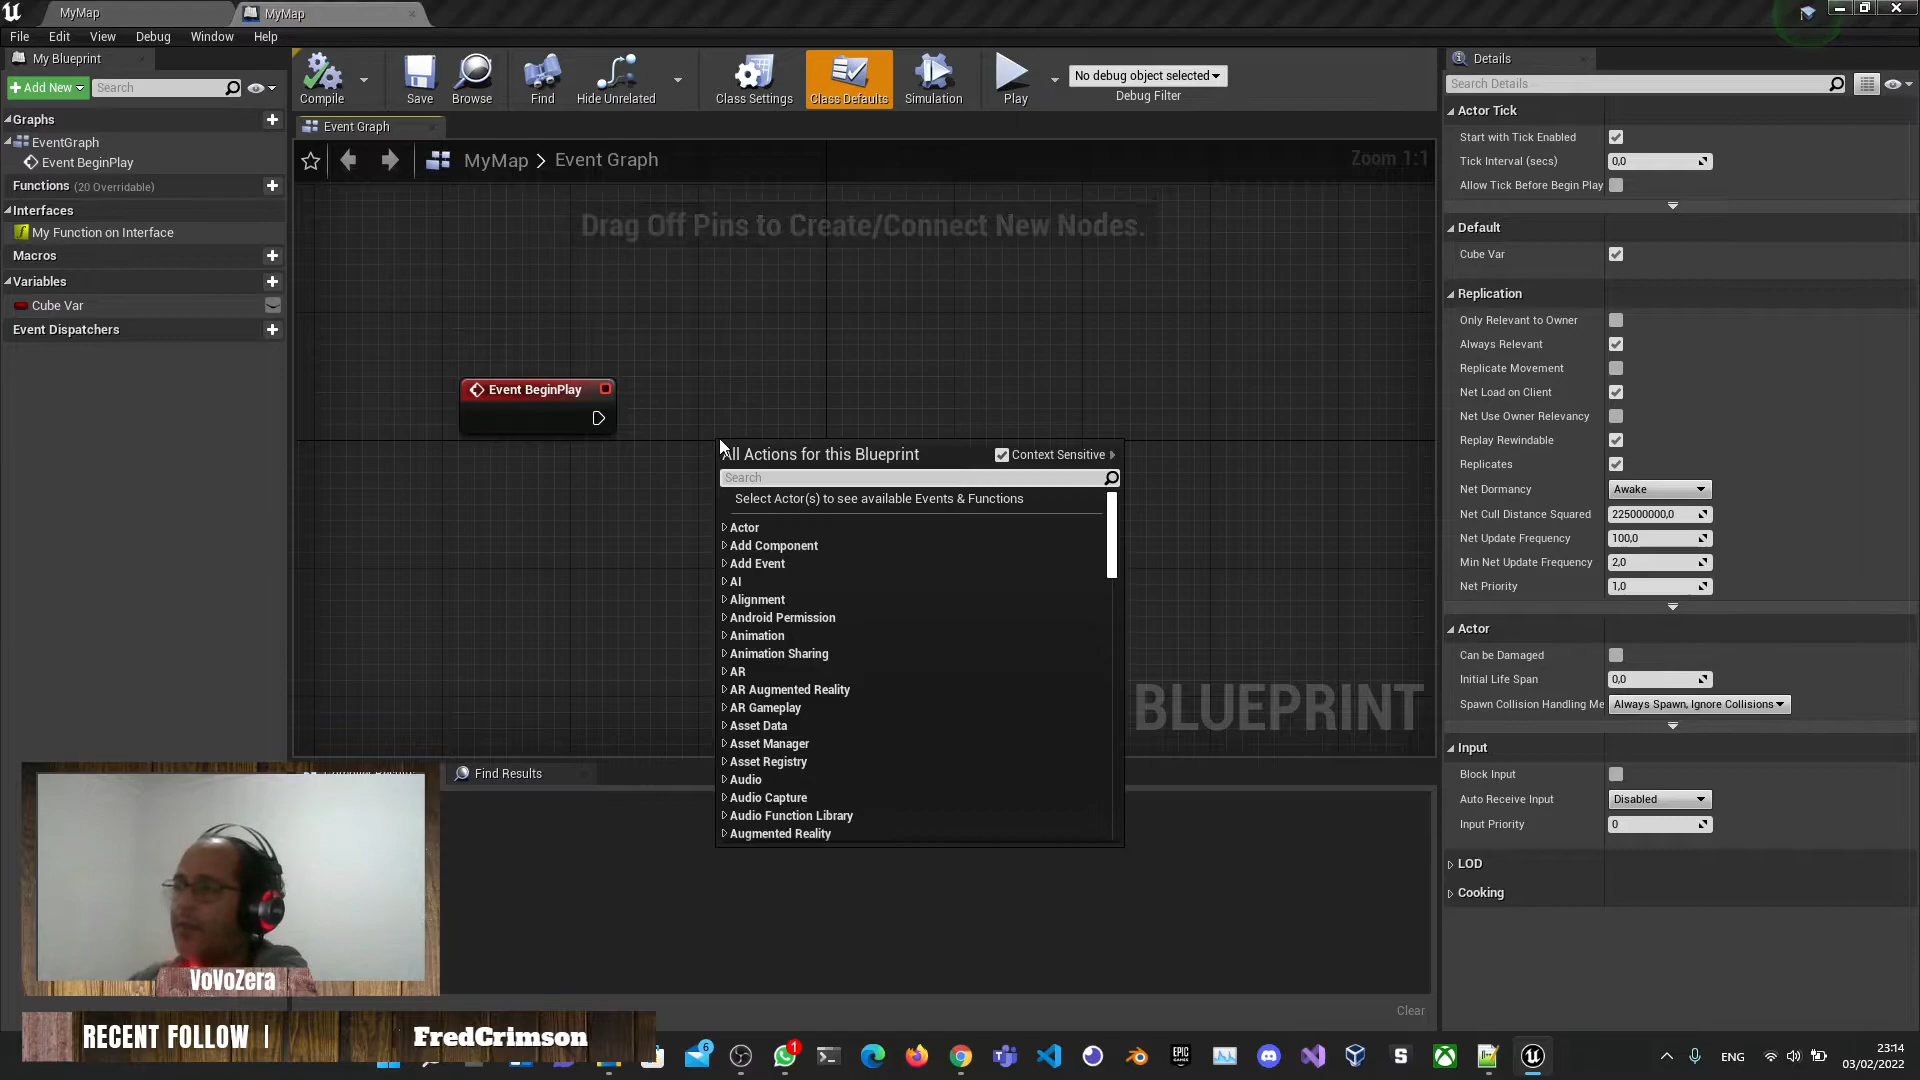 MyMap
MyMap
File Edit View Debug Window Help
My Blueprint
Add New
Search
Graphs
EventGraph
Event BeginPlay
Functions (20 Overridable)
Interfaces
My Function on Interface
Macros
Variables
Cube Var
Event Dispatchers
Compile
Save
Browse
Find
Hide Unrelated
Class Settings
Class Defaults
Simulation
Play
No debug object selected
Debug Filter
Event Graph
MyMap > Event Graph
Zoom 1:1
Drag Off Pins to Create/Connect New Nodes.
Event BeginPlay
All Actions for this Blueprint
Context Sensitive
Search
Select Actor(s) to see available Events & Functions
Actor
Add Component
Add Event
AI
Alignment
Android Permission
Animation
Animation Sharing
AR
AR Augmented Reality
AR Gameplay
Asset Data
Asset Manager
Asset Registry
Audio
Audio Capture
Audio Function Library
Augmented Reality
BLUEPRINT
Find Results
Clear
Details
Search Details
Actor Tick
Start with Tick Enabled
Tick Interval (secs) 0,0
Allow Tick Before Begin Play
Default
Cube Var
Replication
Only Relevant to Owner
Always Relevant
Replicate Movement
Net Load on Client
Net Use Owner Relevancy
Replay Rewindable
Replicates
Net Dormancy Awake
Net Cull Distance Squared 225000000,0
Net Update Frequency 100,0
Min Net Update Frequency 2,0
Net Priority 1,0
Actor
Can be Damaged
Initial Life Span 0,0
Spawn Collision Handling Me Always Spawn, Ignore Collisions
Input
Block Input
Auto Receive Input Disabled
Input Priority 0
LOD
Cooking
VoVoZera
RECENT FOLLOW | FredCrimson
6
1
EPIC
GAMES
S
ENG
23:14
03/02/2022